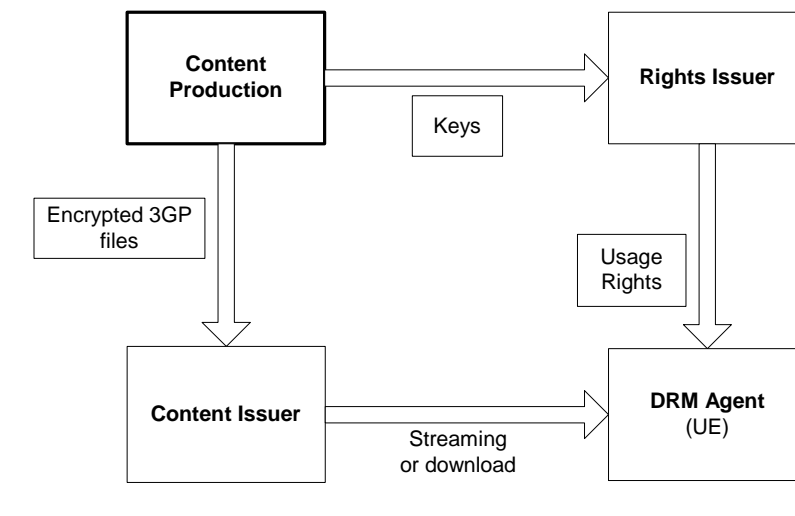 Content
Production
Rights Issuer
Keys
Encrypted 3GP
files
Usage
Rights
Content Issuer
Streaming
or download
DRM Agent
(UE)